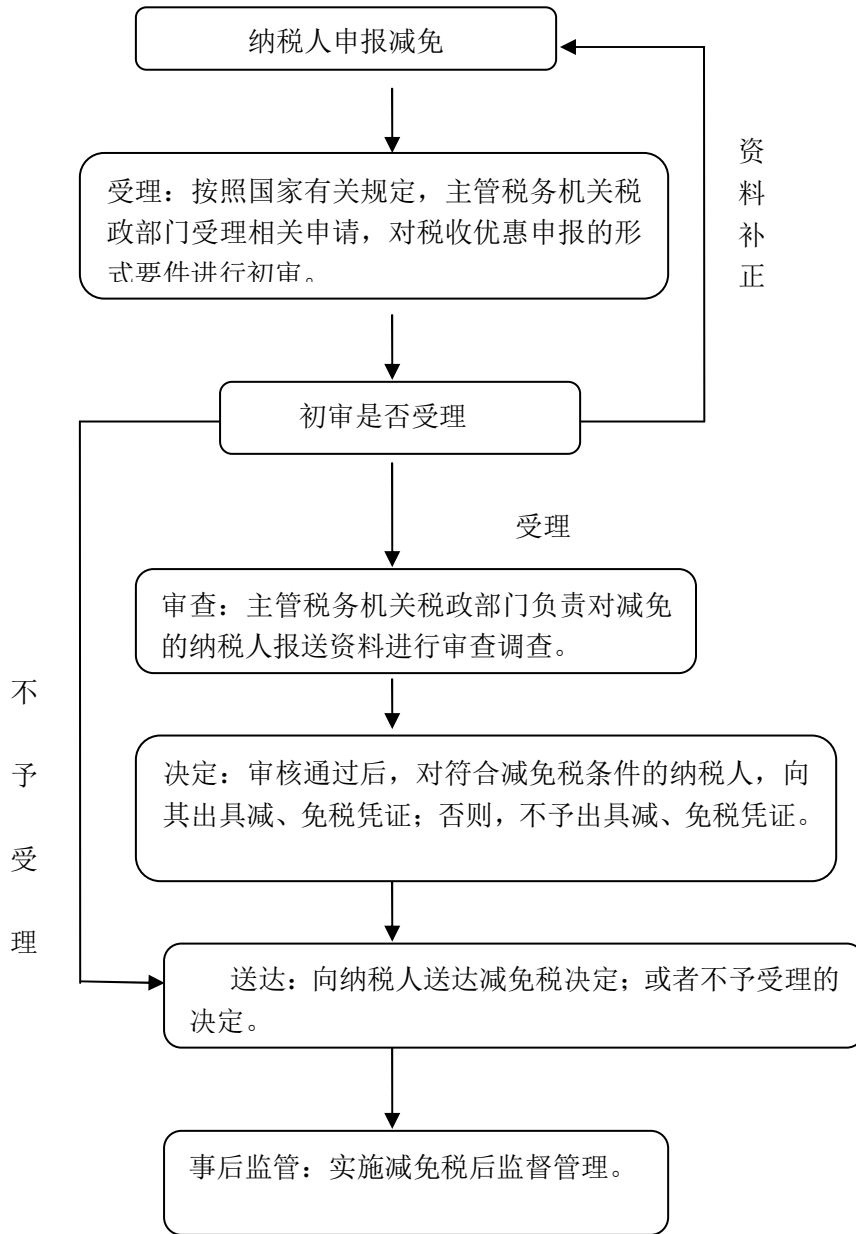 纳税人申报减免
资
料
补
正
受理：按照国家有关规定，主管税务机关税
政部门受理相关申请，对税收优惠申报的形
式要件进行初审。
初审是否受理
受理
审查：主管税务机关税政部门负责对减免
的纳税人报送资料进行审查调查。
不
予
受
理
决定：审核通过后，对符合减免税条件的纳税人，向
其出具减、免税凭证；否则，不予出具减、免税凭证。
送达：向纳税人送达减免税决定；或者不予受理的
决定。
事后监管：实施减免税后监督管理。